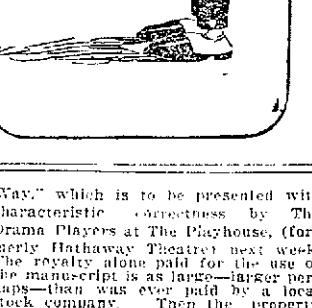 Way," which is to be presented with
characteristic correctness by The
Drama Players at The Playhouse, (for-
merly Hathaway Theatre) next week.
The royalty alone paid for the use of
the manuscript is as large—larger per-
haps—than was ever paid by a local
stock company. Then the properti